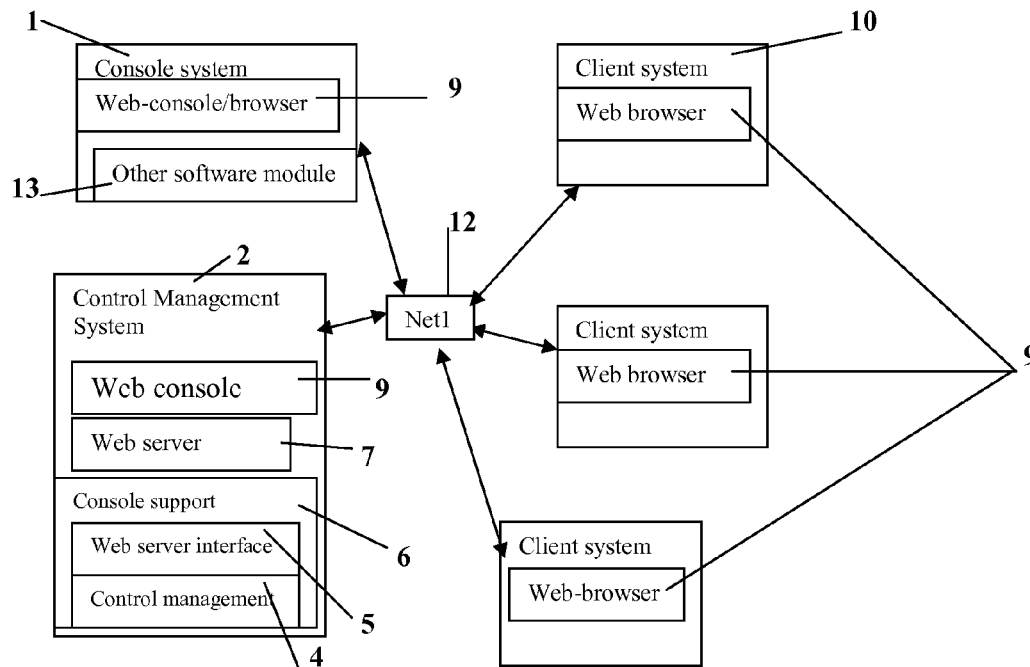 1
Console system
Web-console/browser
9
Other software module
13
10
Client system
Web browser
12
Net1
2
Control Management
System
Web console
9
Web server
7
Console support
6
Web server interface
Control management
5
4
Client system
Web browser
9
Client system
Web-browser